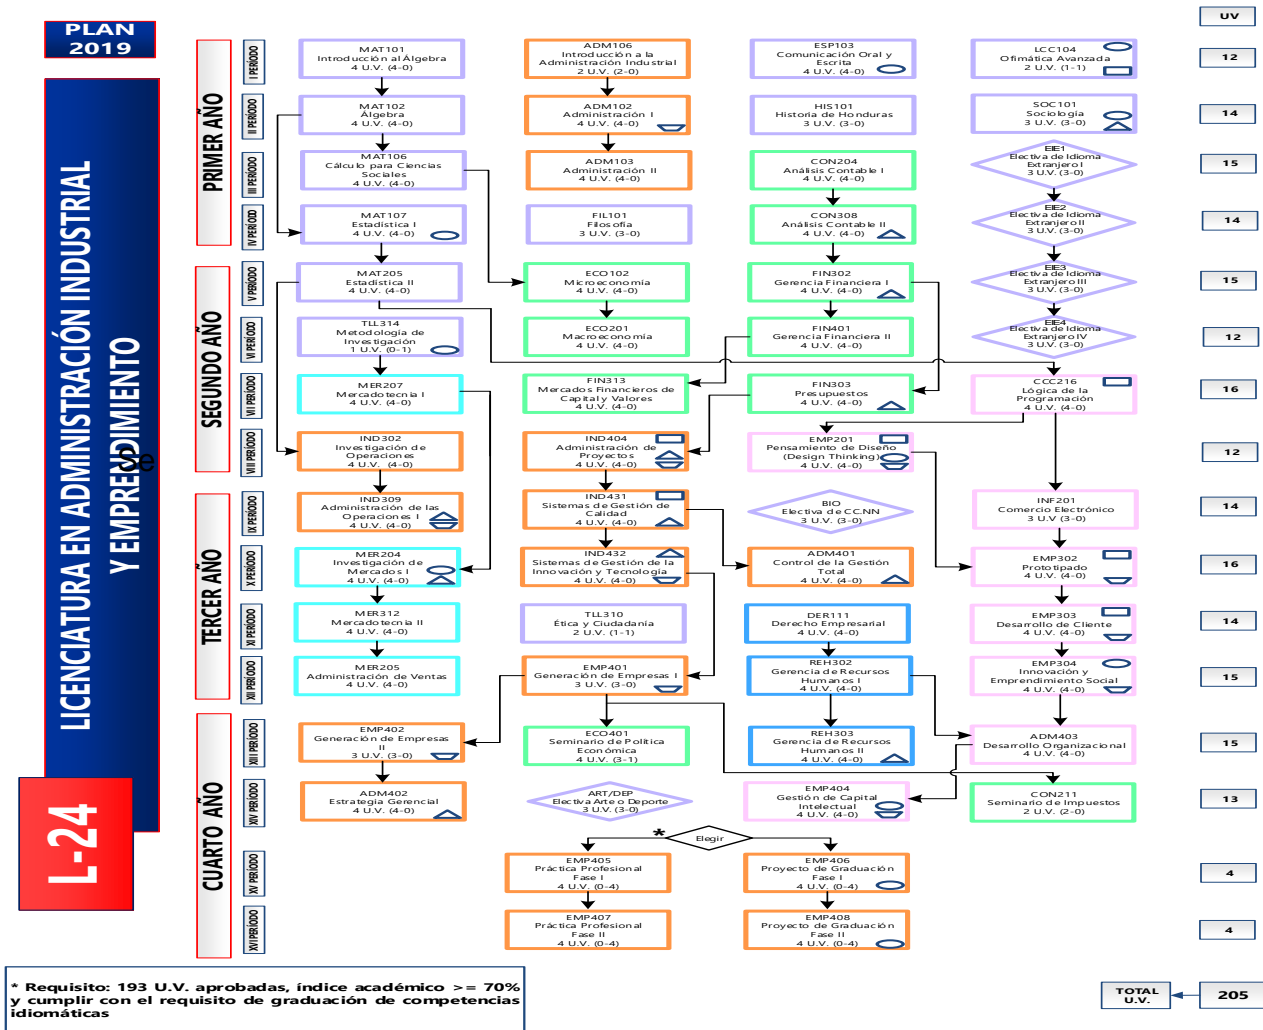 PLAN
2019
LICENCIATURA EN ADMINISTRACIÓN INDUSTRIAL
Y EMPRENDIMIENTO
Se
L-24
UV
PRIMER AÑO
I PERÍODO
MAT101
Introducción al Álgebra
4 U.V. (4-0)
ADM106
Introducción a la
Administración Industrial
2 U.V. (2-0)
ESP103
Comunicación Oral y
Escrita
4 U.V. (4-0)
LCC104
Ofimática Avanzada
2 U.V. (1-1)
12
II PERÍODO
MAT102
Álgebra
4 U.V. (4-0)
ADM102
Administración I
4 U.V. (4-0)
HIS101
Historia de Honduras
3 U.V. (3-0)
SOC101
Sociología
3 U.V. (3-0)
14
III PERÍODO
MAT106
Cálculo para Ciencias
Sociales
4 U.V. (4-0)
ADM103
Administración II
4 U.V. (4-0)
CON204
Análisis Contable I
4 U.V. (4-0)
EIE1
Electiva de Idioma
Extranjero I
3 U.V. (3-0)
15
IV PERÍODO
MAT107
Estadística I
4 U.V. (4-0)
FIL101
Filosofía
3 U.V. (3-0)
CON308
Análisis Contable II
4 U.V. (4-0)
EIE2
Electiva de Idioma
Extranjero II
3 U.V. (3-0)
14
SEGUNDO AÑO
V PERÍODO
MAT205
Estadística II
4 U.V. (4-0)
ECO102
Microeconomía
4 U.V. (4-0)
FIN302
Gerencia Financiera I
4 U.V. (4-0)
EIE3
Electiva de Idioma
Extranjero III
3 U.V. (3-0)
15
VI PERÍODO
TLL314
Metodología de
Investigación
1 U.V. (0-1)
ECO201
Macroeconomía
4 U.V. (4-0)
FIN401
Gerencia Financiera II
4 U.V. (4-0)
EIE4
Electiva de Idioma
Extranjero IV
3 U.V. (3-0)
12
VII PERÍODO
MER207
Mercadotecnia I
4 U.V. (4-0)
FIN313
Mercados Financieros de
Capital y Valores
4 U.V. (4-0)
FIN303
Presupuestos
4 U.V. (4-0)
CCC216
Lógica de la
Programación
4 U.V. (4-0)
16
VIII PERÍODO
IND302
Investigación de
Operaciones
4 U.V. (4-0)
IND404
Administración de
Proyectos
4 U.V. (4-0)
EMP201
Pensamiento de Diseño
(Design Thinking)
4 U.V. (4-0)
12
TERCER AÑO
IX PERÍODO
IND309
Administración de las
Operaciones I
4 U.V. (4-0)
IND431
Sistemas de Gestión de
Calidad
4 U.V. (4-0)
BIO
Electiva de CC.NN
3 U.V. (3-0)
INF201
Comercio Electrónico
3 U.V (3-0)
14
X PERÍODO
MER204
Investigación de
Mercados I
4 U.V. (4-0)
IND432
Sistemas de Gestión de la
Innovación y Tecnología
4 U.V. (4-0)
ADM401
Control de la Gestión
Total
4 U.V. (4-0)
EMP302
Prototipado
4 U.V. (4-0)
16
XI PERÍODO
MER312
Mercadotecnia II
4 U.V. (4-0)
TLL310
Ética y Ciudadanía
2 U.V. (1-1)
DER111
Derecho Empresarial
4 U.V. (4-0)
EMP303
Desarrollo de Cliente
4 U.V. (4-0)
14
XII PERÍODO
MER205
Administración de Ventas
4 U.V. (4-0)
EMP401
Generación de Empresas I
3 U.V. (3-0)
REH302
Gerencia de Recursos
Humanos I
4 U.V. (4-0)
EMP304
Innovación y
Emprendimiento Social
4 U.V. (4-0)
15
CUARTO AÑO
XIII PERÍODO
EMP402
Generación de Empresas
II
3 U.V. (3-0)
ECO401
Seminario de Política
Económica
4 U.V. (3-1)
REH303
Gerencia de Recursos
Humanos II
4 U.V. (4-0)
ADM403
Desarrollo Organizacional
4 U.V. (4-0)
15
XIV PERÍODO
ADM402
Estrategia Gerencial
4 U.V. (4-0)
ART/DEP
Electiva Arte o Deporte
3 U.V. (3-0)
EMP404
Gestión de Capital
Intelectual
4 U.V. (4-0)
CON211
Seminario de Impuestos
2 U.V. (2-0)
13
*
Elegir
XV PERÍODO
EMP405
Práctica Profesional
Fase I
4 U.V. (0-4)
EMP406
Proyecto de Graduación
Fase I
4 U.V. (0-4)
4
XVI PERÍODO
EMP407
Práctica Profesional
Fase II
4 U.V. (0-4)
EMP408
Proyecto de Graduación
Fase II
4 U.V. (0-4)
4
* Requisito: 193 U.V. aprobadas, índice académico >= 70%
y cumplir con el requisito de graduación de competencias
idiomáticas
TOTAL
U.V.
205